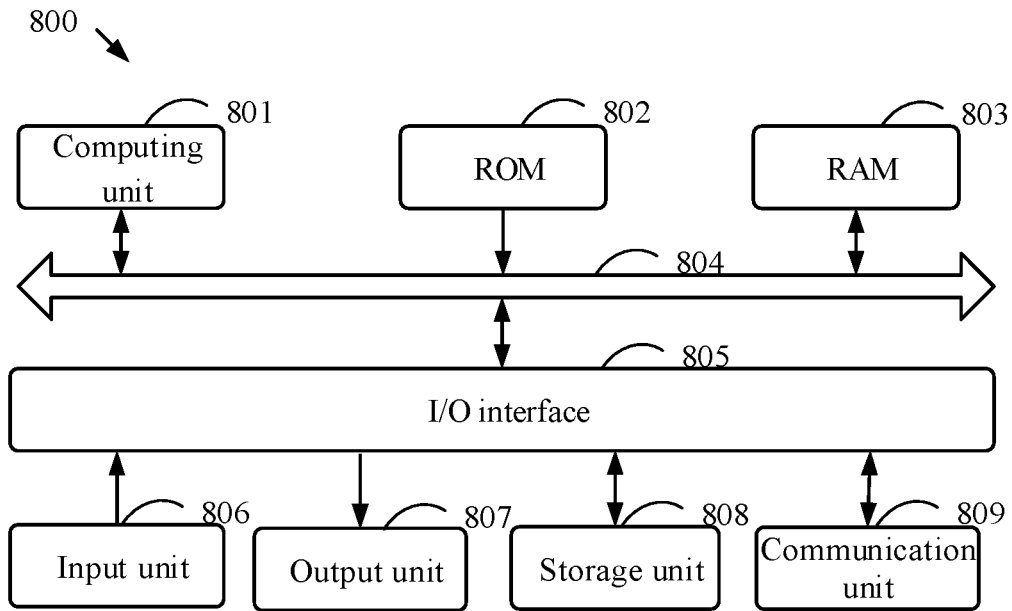 800
801
802
803
Computing
unit
ROM
RAM
804
805
I/O interface
806
807
808
809
Input unit
Output unit
Storage unit
Communication
unit